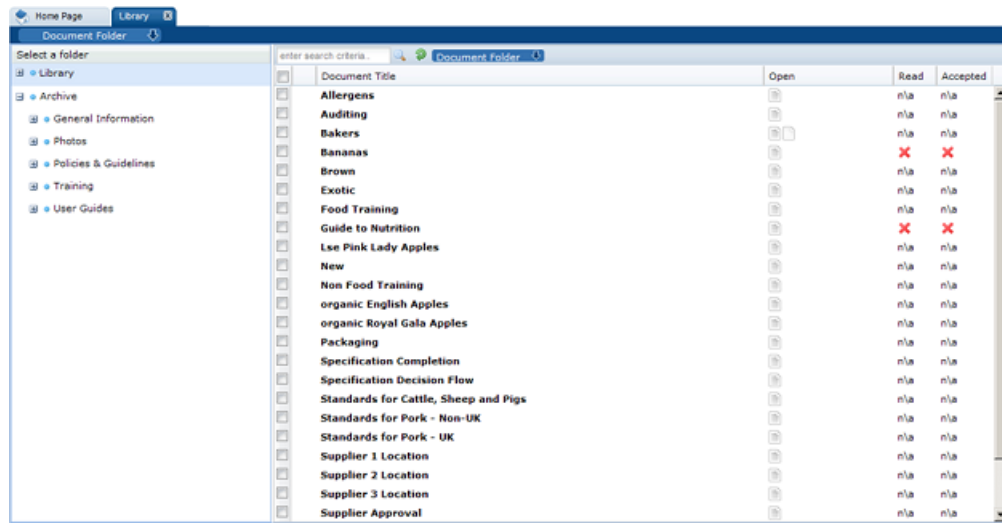 Home Page Library
Document Folder
Select a folder
Library
Archive
General Information
Photos
Policies & Guidelines
Training
User Guides
enter search criteria.. Document Folder
Document Title Open Read Accepted
Allergens n\a n\a
Auditing n\a n\a
Bakers n\a n\a
Bananas
Brown n\a n\a
Exotic n\a n\a
Food Training n\a n\a
Guide to Nutrition
Lse Pink Lady Apples n\a n\a
New n\a n\a
Non Food Training n\a n\a
organic English Apples n\a n\a
organic Royal Gala Apples n\a n\a
Packaging n\a n\a
Specification Completion n\a n\a
Specification Decision Flow n\a n\a
Standards for Cattle, Sheep and Pigs n\a n\a
Standards for Pork - Non-UK n\a n\a
Standards for Pork - UK n\a n\a
Supplier 1 Location n\a n\a
Supplier 2 Location n\a n\a
Supplier 3 Location n\a n\a
Supplier Approval n\a n\a